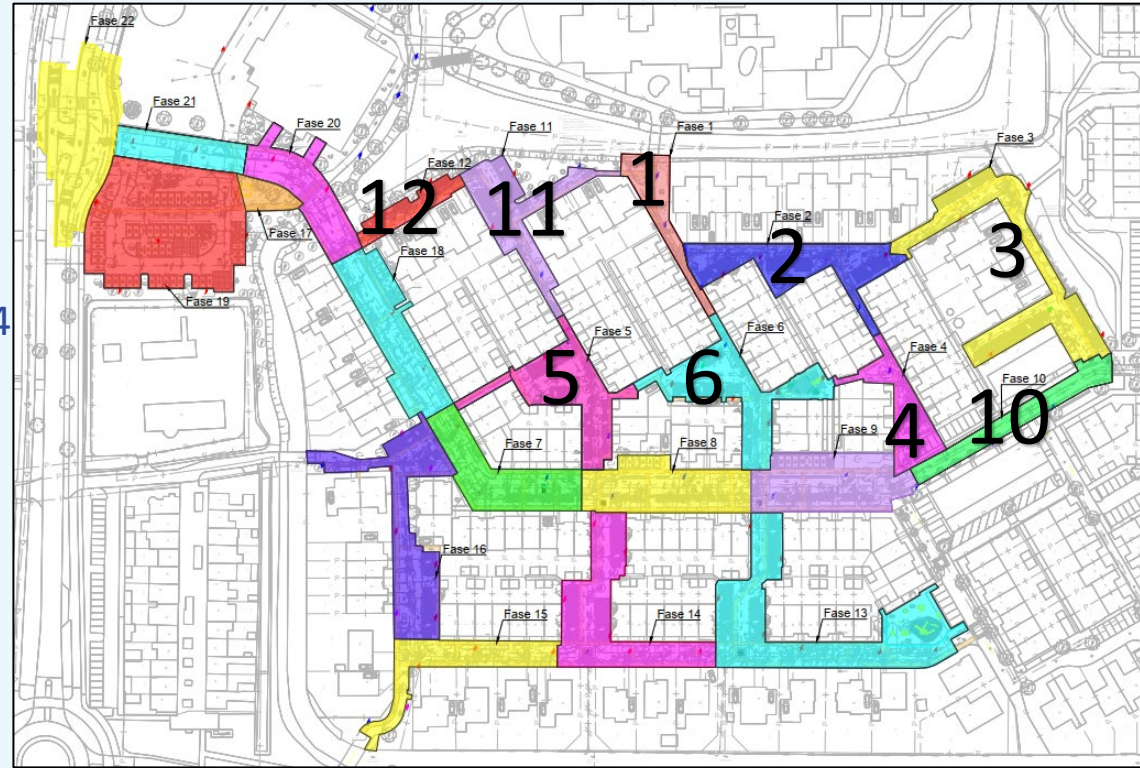 Fase 22
Fase 21
Fase 20
Fase 11
Fase 1
Fase 3
Fase 12
12
11
1
Fase 2
2
3
Fase 17
Fase 18
Fase 19
4
Fase 5
5
Fase 6
6
Fase 4
4
Fase 10
10
Fase 7
Fase 8
Fase 9
Fase 16
Fase 15
Fase 14
Fase 13